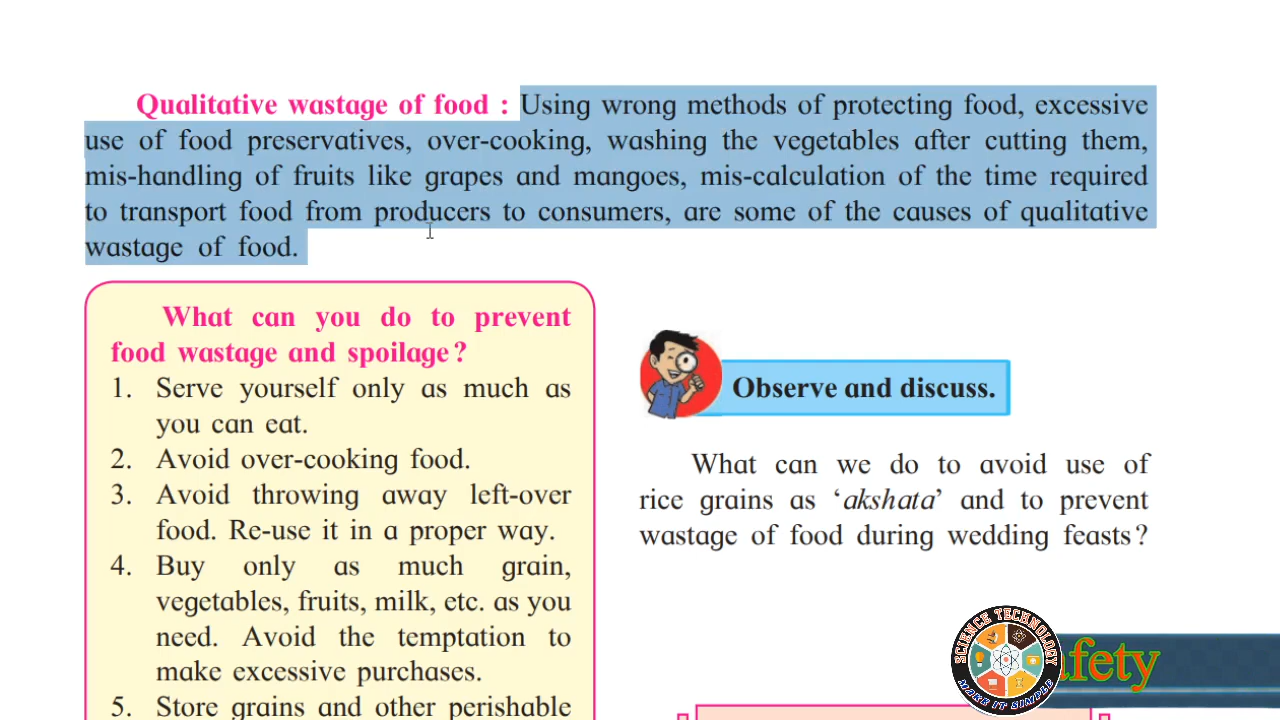 Qualitative wastage of food : Using wrong methods of protecting food, excessive
use of food preservatives, over-cooking, washing the vegetables after cutting them,
mis-handling of fruits like grapes and mangoes, mis-calculation of the time required
to transport food from producers to consumers, are some of the causes of qualitative
wastage of food.
What can you do to prevent
food wastage and spoilage?
1. Serve yourself only as much as
you can eat.
2. Avoid over-cooking food.
3. Avoid throwing away left-over
food. Re-use it in a proper way.
4. Buy only as much grain,
vegetables, fruits, milk, etc. as you
need. Avoid the temptation to
make excessive purchases.
5. Store grains and other perishable
Observe and discuss.
What can we do to avoid use of
rice grains as ‘akshata’ and to prevent
wastage of food during wedding feasts?
SCIENCE TECHNOLOGY
MAKE IT SIMPLE
afety